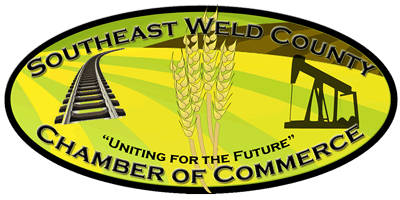 Southeast Weld County
"Uniting for the Future"
Chamber of Commerce